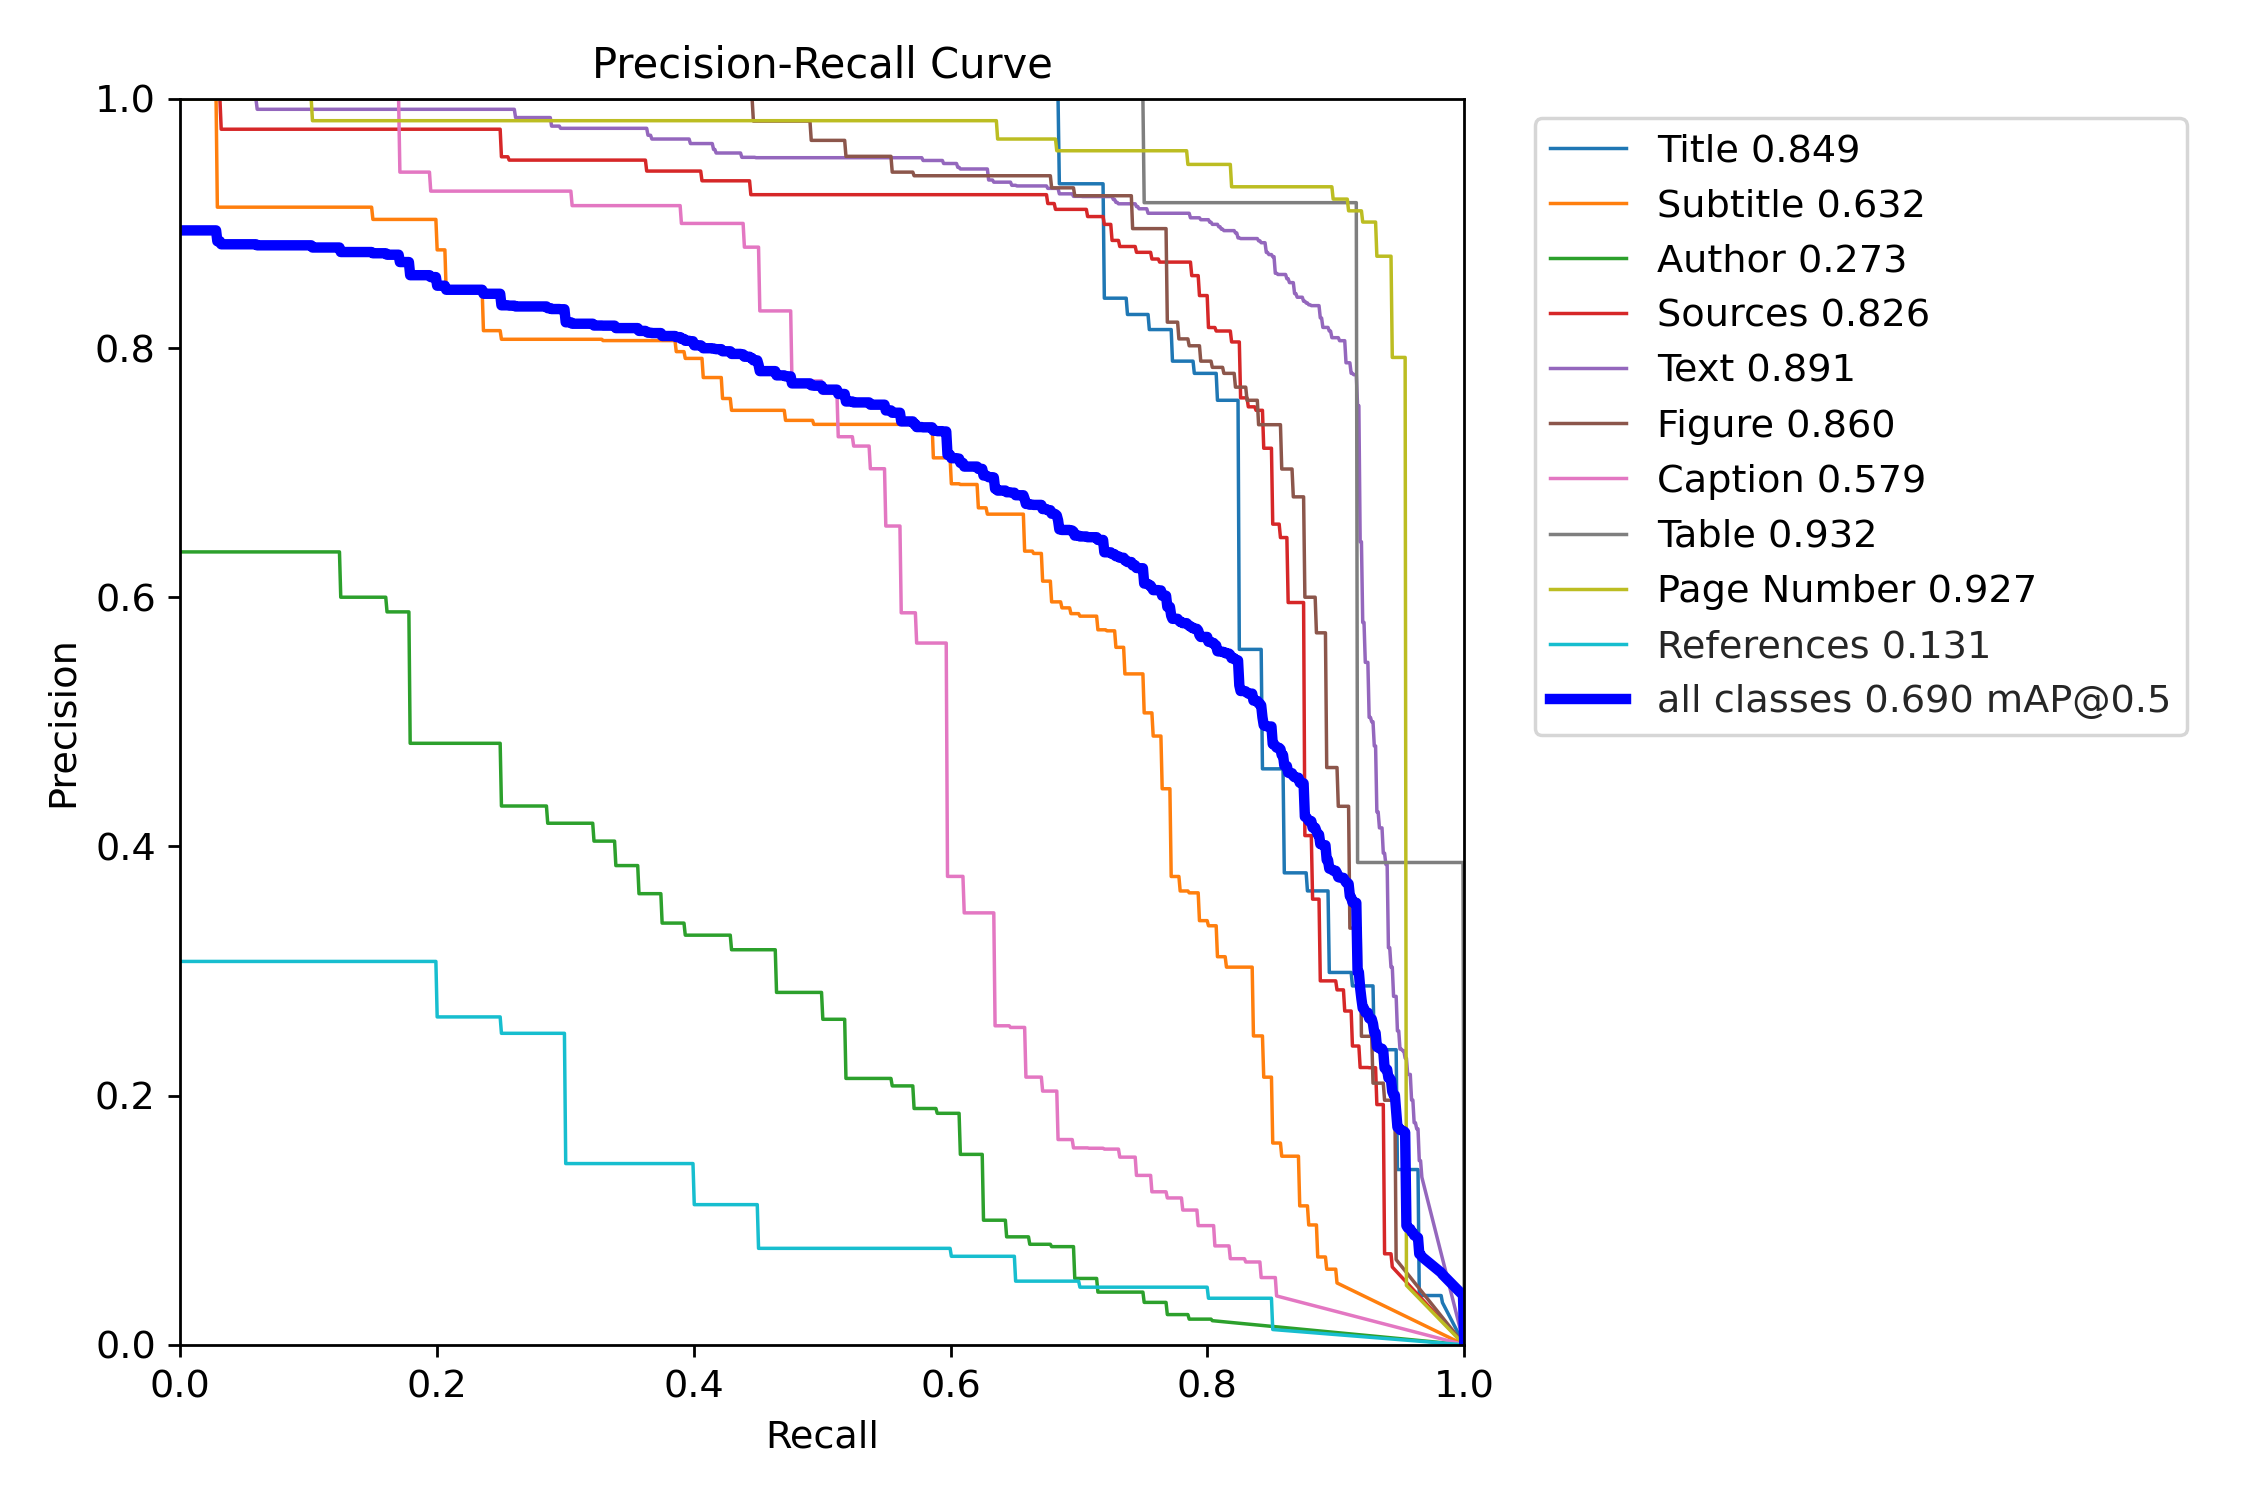 Precision-Recall Curve
1.0
0.8
0.6
0.4
0.2
0.0
Precision
0.0 0.2 0.4 0.6 0.8 1.0
Recall
Title 0.849
Subtitle 0.632
Author 0.273
Sources 0.826
Text 0.891
Figure 0.860
Caption 0.579
Table 0.932
Page Number 0.927
References 0.131
all classes 0.690 mAP@0.5